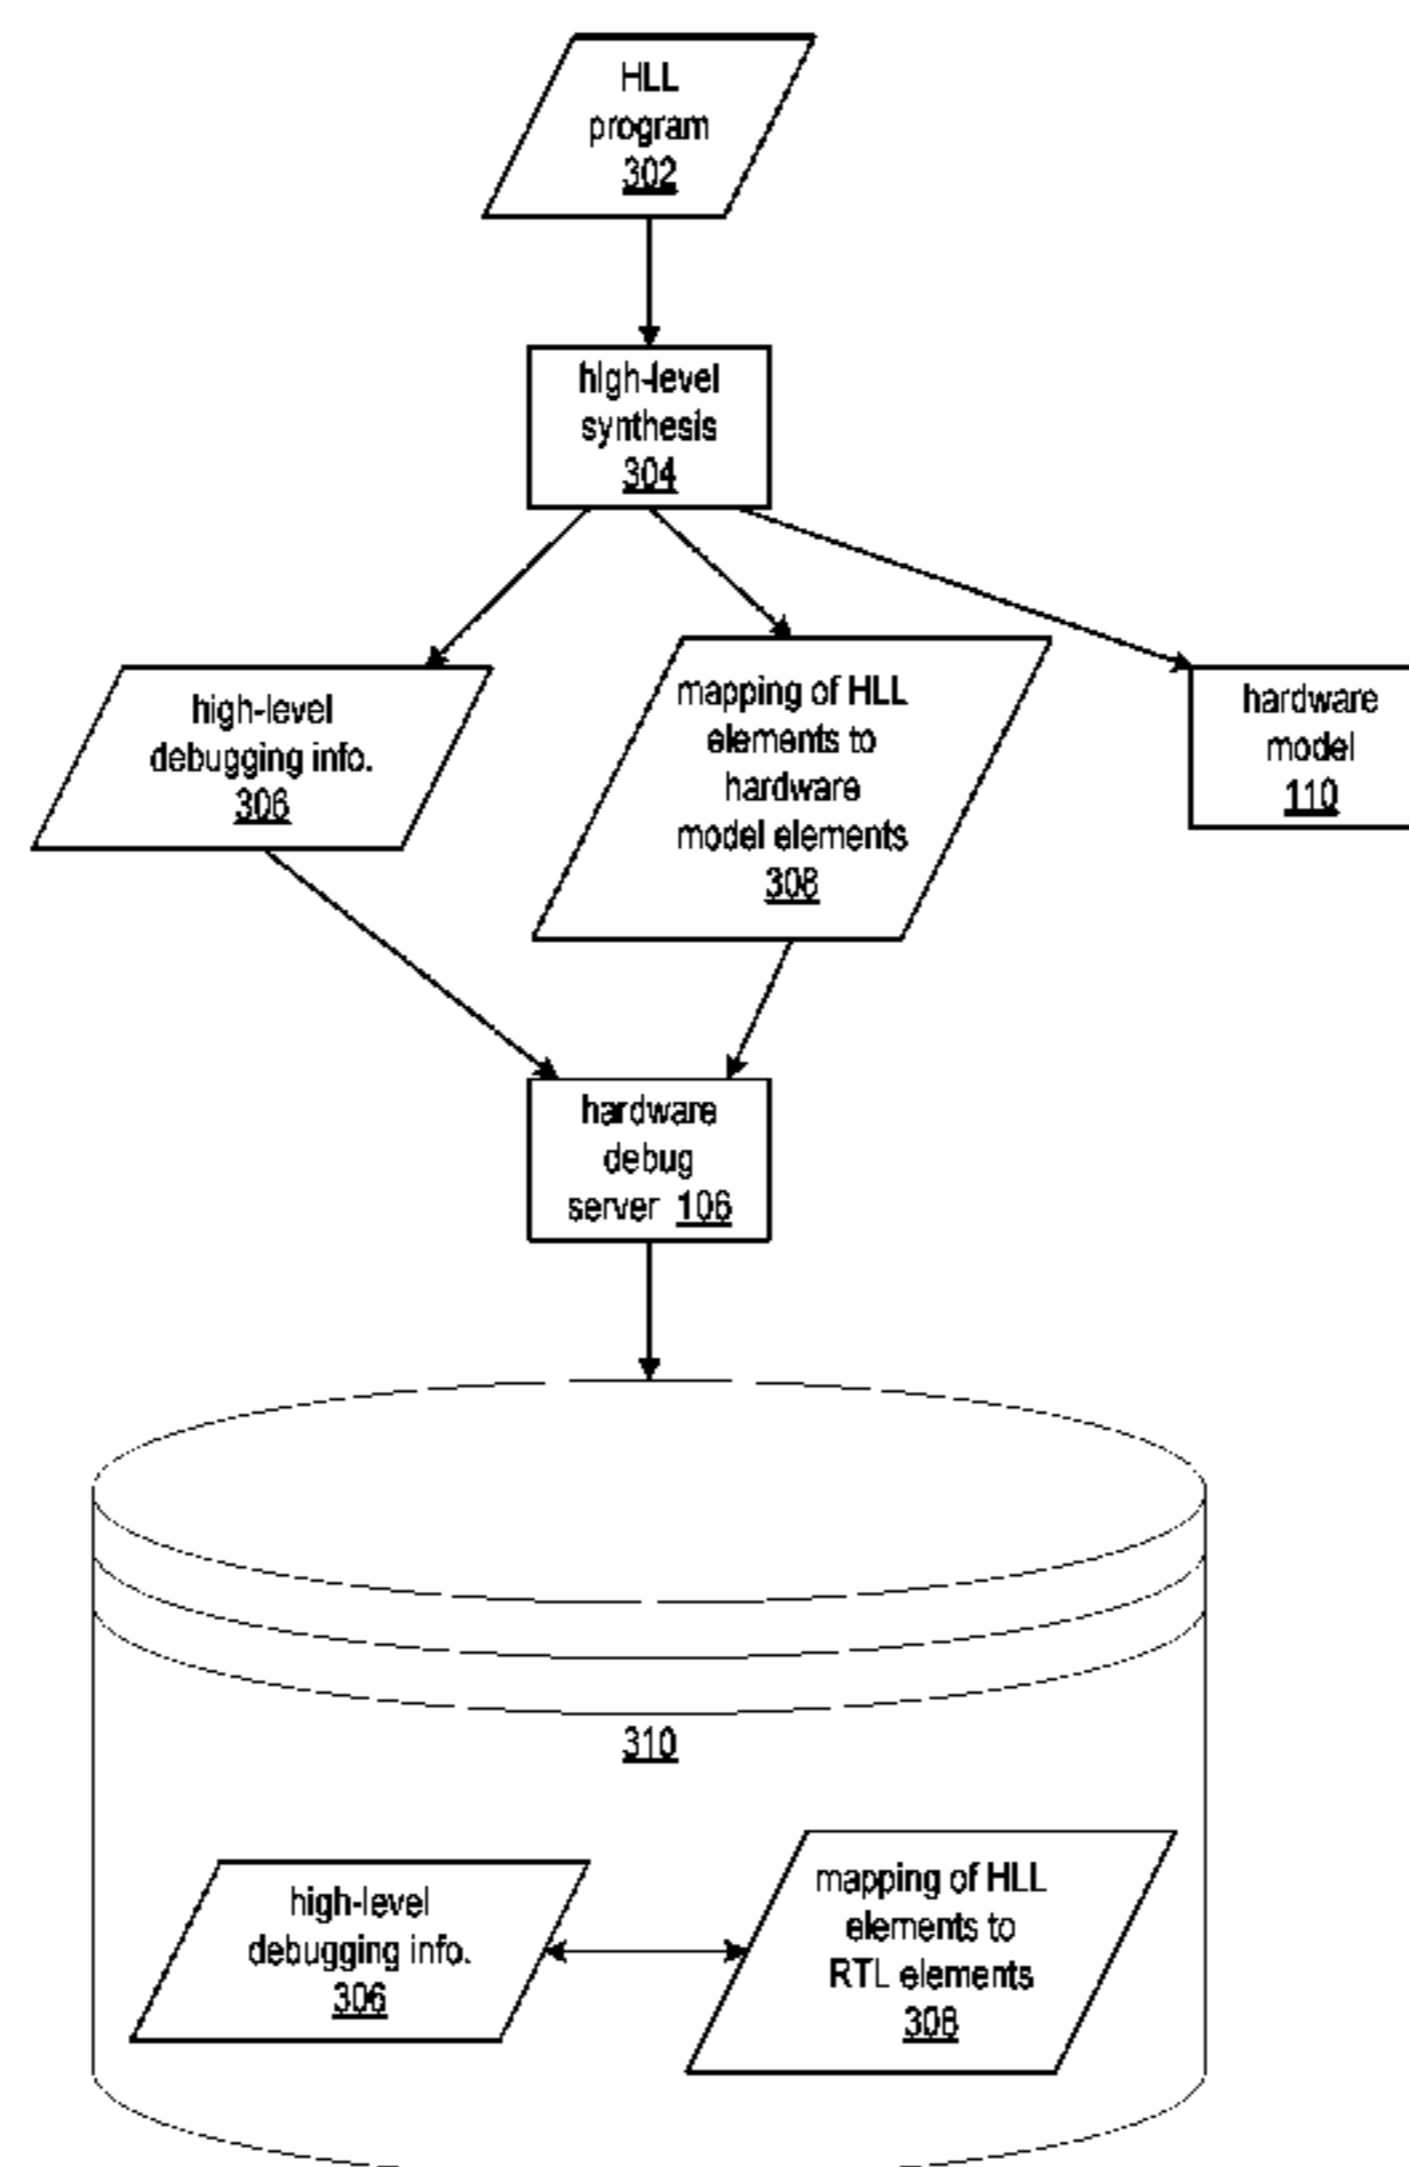 HLL
program
302
high-level
synthesis
304
high-level
debugging info.
306
mapping of HLL
elements to
hardware
model elements
308
hardware
model
110
hardware
debug
server 106
310
high-level
debugging info.
306
mapping of HLL
elements to
RTL elements
308